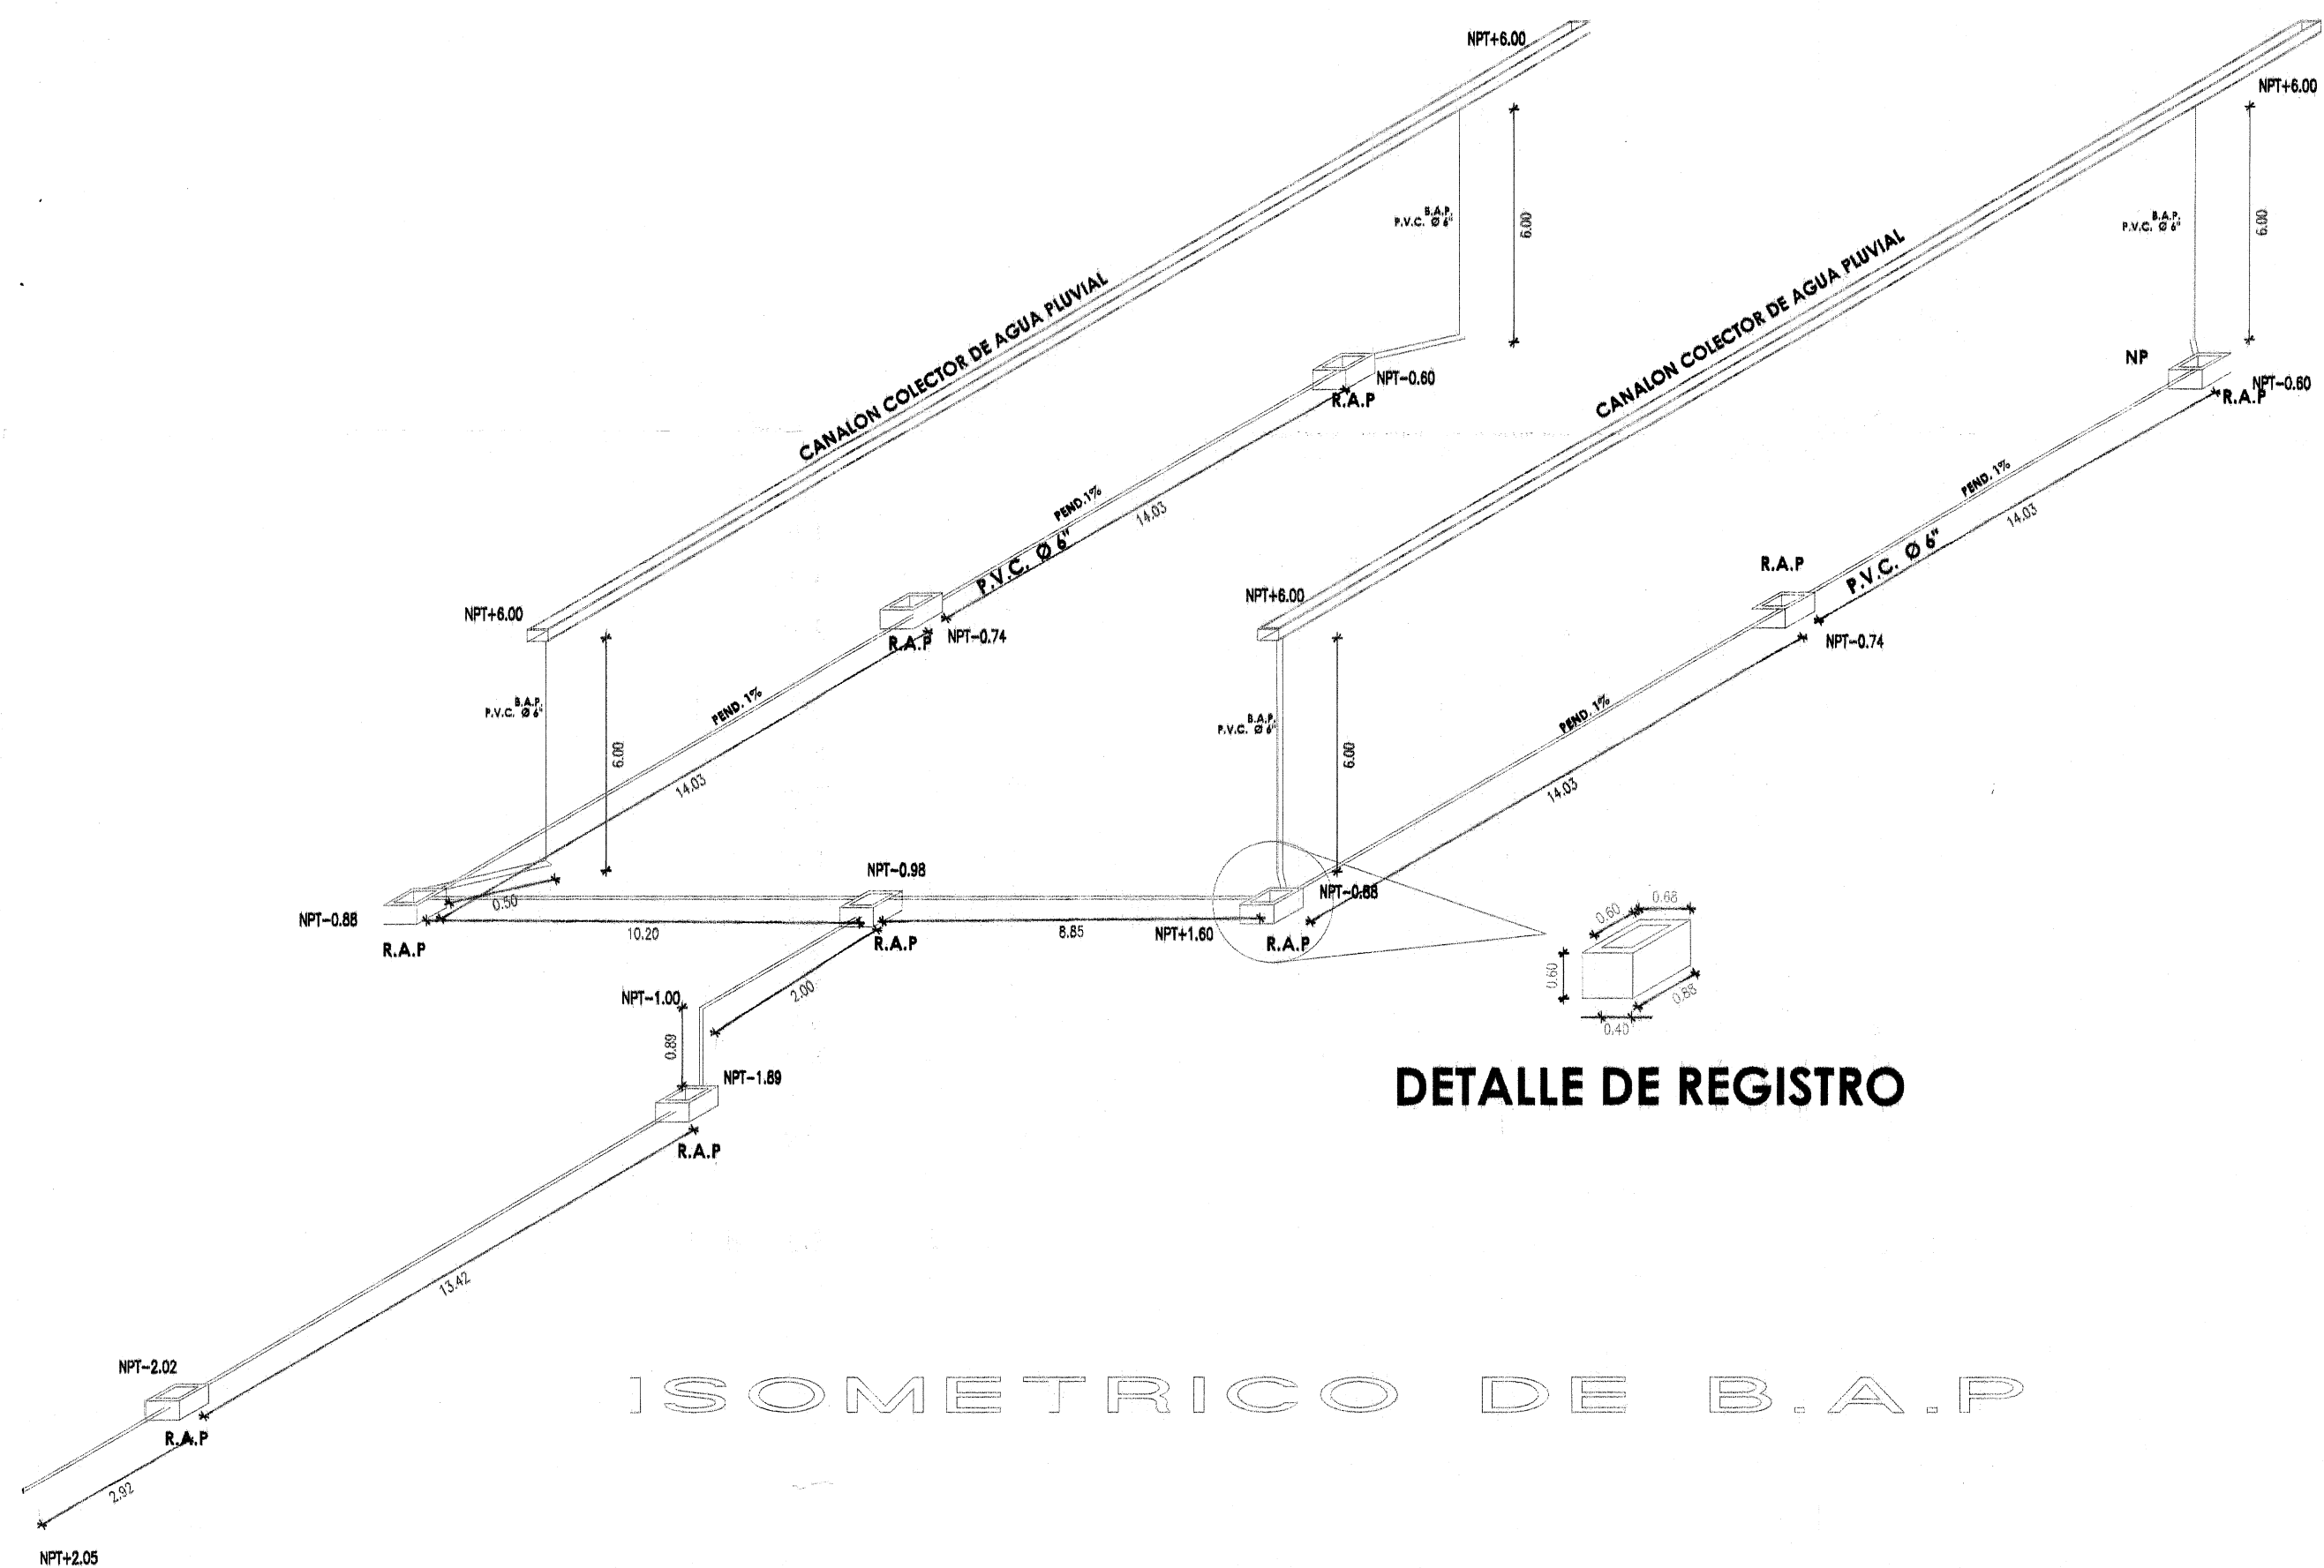 NPT+6.00
NPT+6.00
B.A.P.
P.V.C. Ø 6"
6.00
B.A.P.
P.V.C. Ø 6"
6.00
CANALON COLECTOR DE AGUA PLUVIAL
CANALON COLECTOR DE AGUA PLUVIAL
NPT-0.60
R.A.P
NP
NPT-0.60
R.A.P
PEND.1%
14.03
P.V.C. Ø 6"
PEND. 1%
14.03
P.V.C. Ø 6"
R.A.P
NPT+6.00
NPT+6.00
R.A.P
NPT-0.74
NPT-0.74
B.A.P.
P.V.C. Ø 6"
6.00
PEND. 1%
14.03
B.A.P.
P.V.C. Ø 6"
6.00
PEND. 1%
14.03
NPT-0.88
R.A.P
0.50
10.20
NPT-0.98
R.A.P
8.85
NPT+1.60
NPT-0.88
R.A.P
0.60
0.68
0.60
0.88
0.40
DETALLE DE REGISTRO
NPT-1.00
2.00
0.89
NPT-1.89
R.A.P
13.42
NPT-2.02
R.A.P
2.92
NPT+2.05
ISOMETRICO DE B.A.P